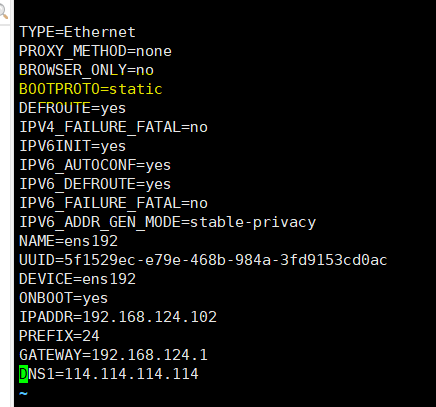 TYPE=Ethernet
PROXY_METHOD=none
BROWSER_ONLY=no
BOOTPROTO=static
DEFROUTE=yes
IPV4_FAILURE_FATAL=no
IPV6INIT=yes
IPV6_AUTOCONF=yes
IPV6_DEFROUTE=yes
IPV6_FAILURE_FATAL=no
IPV6_ADDR_GEN_MODE=stable-privacy
NAME=ens192
UUID=5f1529ec-e79e-468b-984a-3fd9153cd0ac
DEVICE=ens192
ONBOOT=yes
IPADDR=192.168.124.102
PREFIX=24
GATEWAY=192.168.124.1
DNS1=114.114.114.114
~